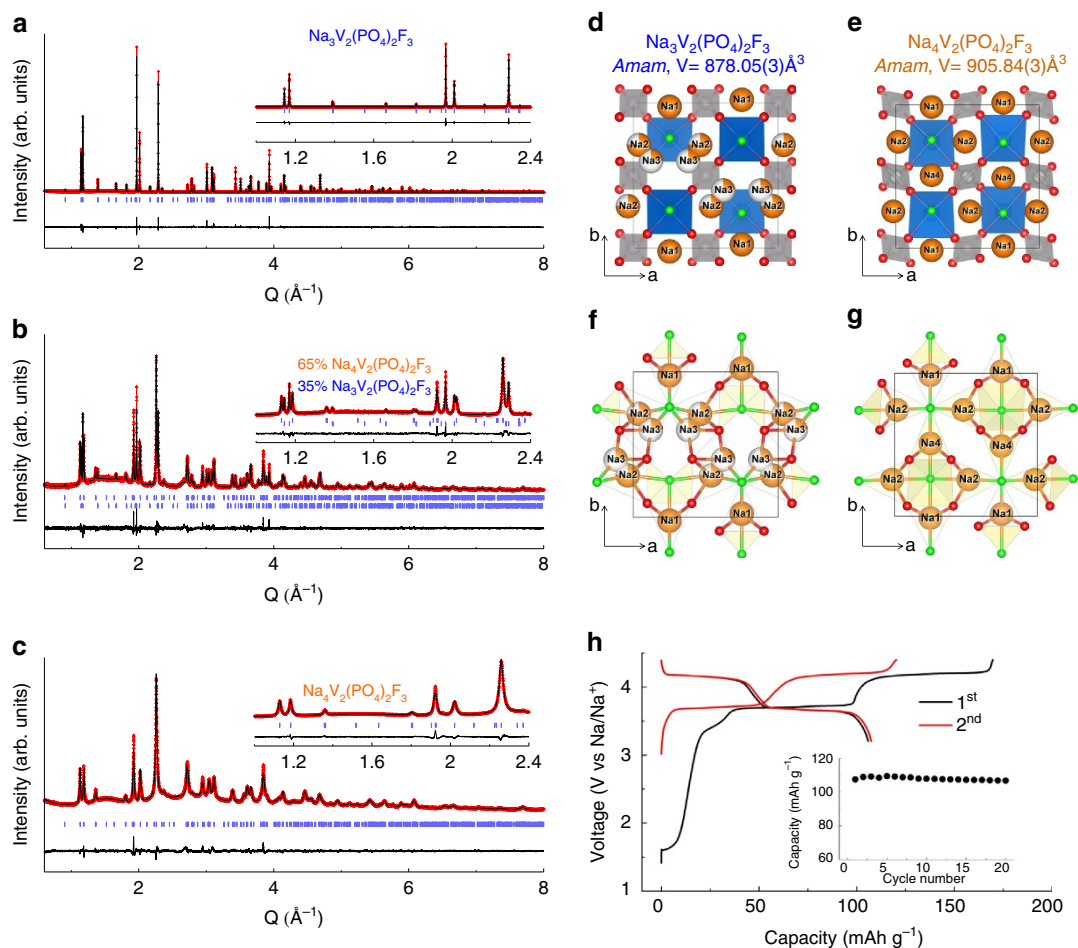 a
Intensity (arb. units)
Na₃V₂(PO₄)₂F₃
1.2 1.6 2 2.4
2 4 6 8
Q (Å⁻¹)
b
Intensity (arb. units)
65% Na₄V₂(PO₄)₂F₃
35% Na₃V₂(PO₄)₂F₃
1.2 1.6 2 2.4
2 4 6 8
Q (Å⁻¹)
c
Intensity (arb. units)
Na₄V₂(PO₄)₂F₃
1.2 1.6 2 2.4
2 4 6 8
Q (Å⁻¹)
d
Na₃V₂(PO₄)₂F₃
Amam, V= 878.05(3)Å³
Na1 Na1
Na2 Na2
Na3 Na3
Na3 Na3
Na2 Na2
Na1 Na1
b
a
e
Na₄V₂(PO₄)₂F₃
Amam, V= 905.84(3)Å³
Na1 Na1
Na2 Na2 Na2
Na4 Na4
Na2 Na2 Na2
Na1 Na1
b
a
f
Na1 Na1
Na2 Na2 Na2
Na3 Na3 Na3
Na3 Na3 Na3
Na2 Na2 Na2
Na1 Na1
b
a
g
Na1 Na1
Na2 Na2 Na2
Na4 Na4
Na2 Na2 Na2
Na1 Na1
b
a
h
Voltage (V vs Na/Na⁺)
4
3
2
1
1ˢᵗ
2ⁿᵈ
Capacity (mAh g⁻¹)
120
100
80
60
0 5 10 15 20
Cycle number
0 50 100 150 200
Capacity (mAh g⁻¹)